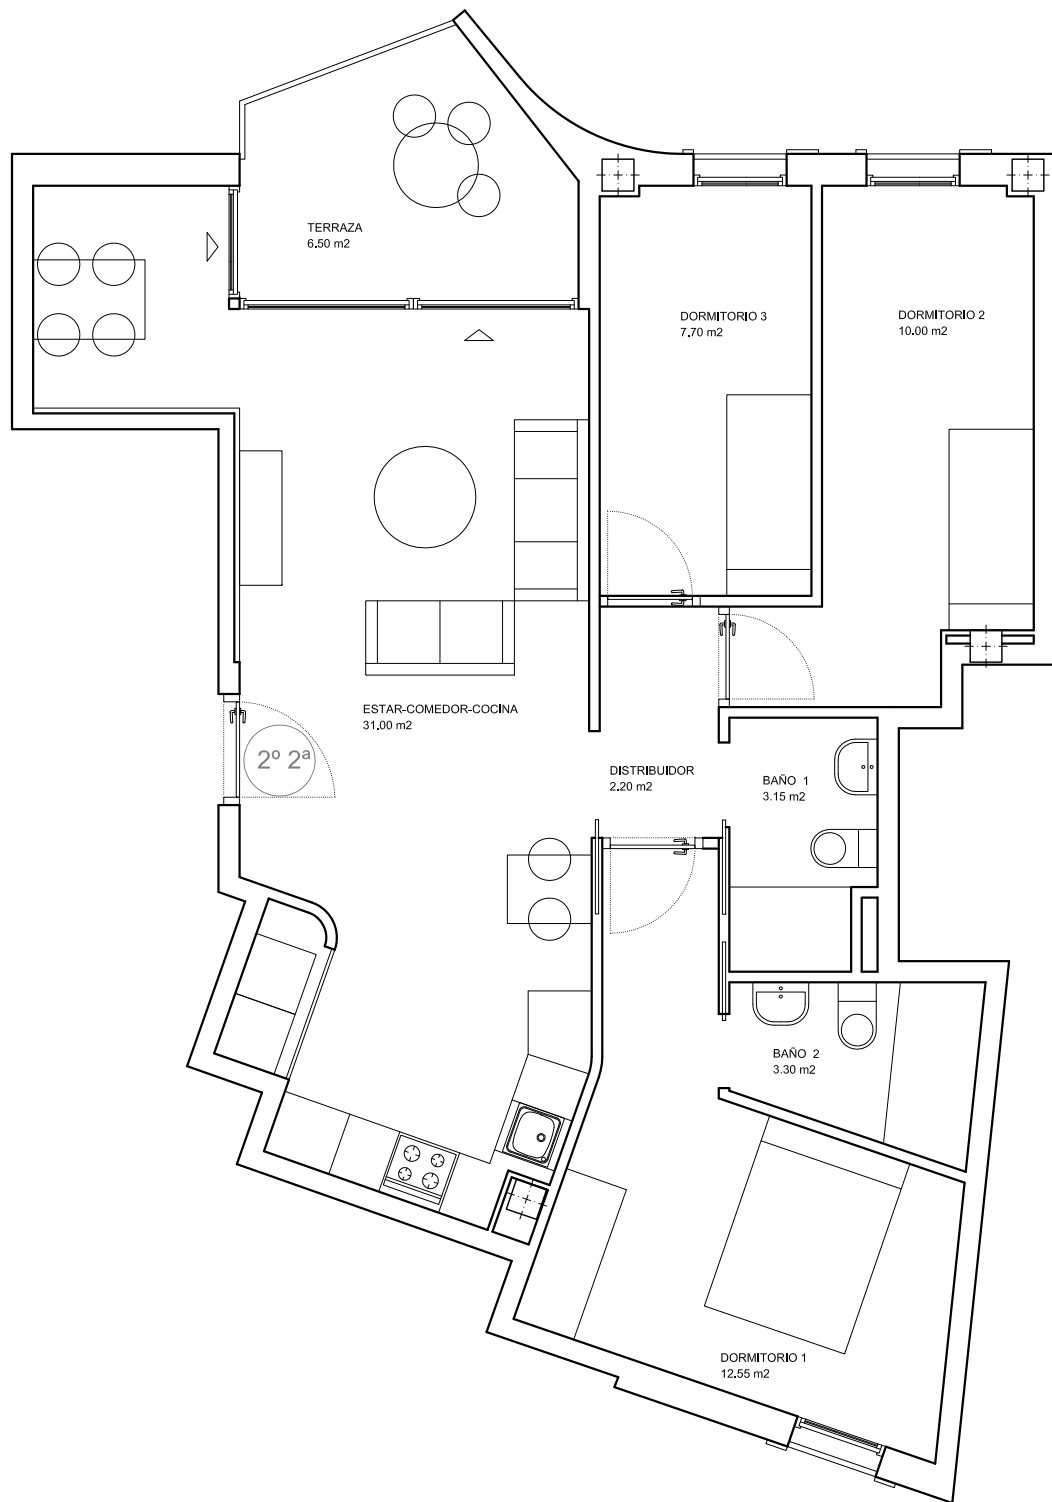 TERRAZA
6.50 m2
DORMITORIO 3
7.70 m2
DORMITORIO 2
10.00 m2
ESTAR-COMEDOR-COCINA
31.00 m2
2º 2ª
DISTRIBUIDOR
2.20 m2
BAÑO 1
3.15 m2
BAÑO 2
3.30 m2
DORMITORIO 1
12.55 m2